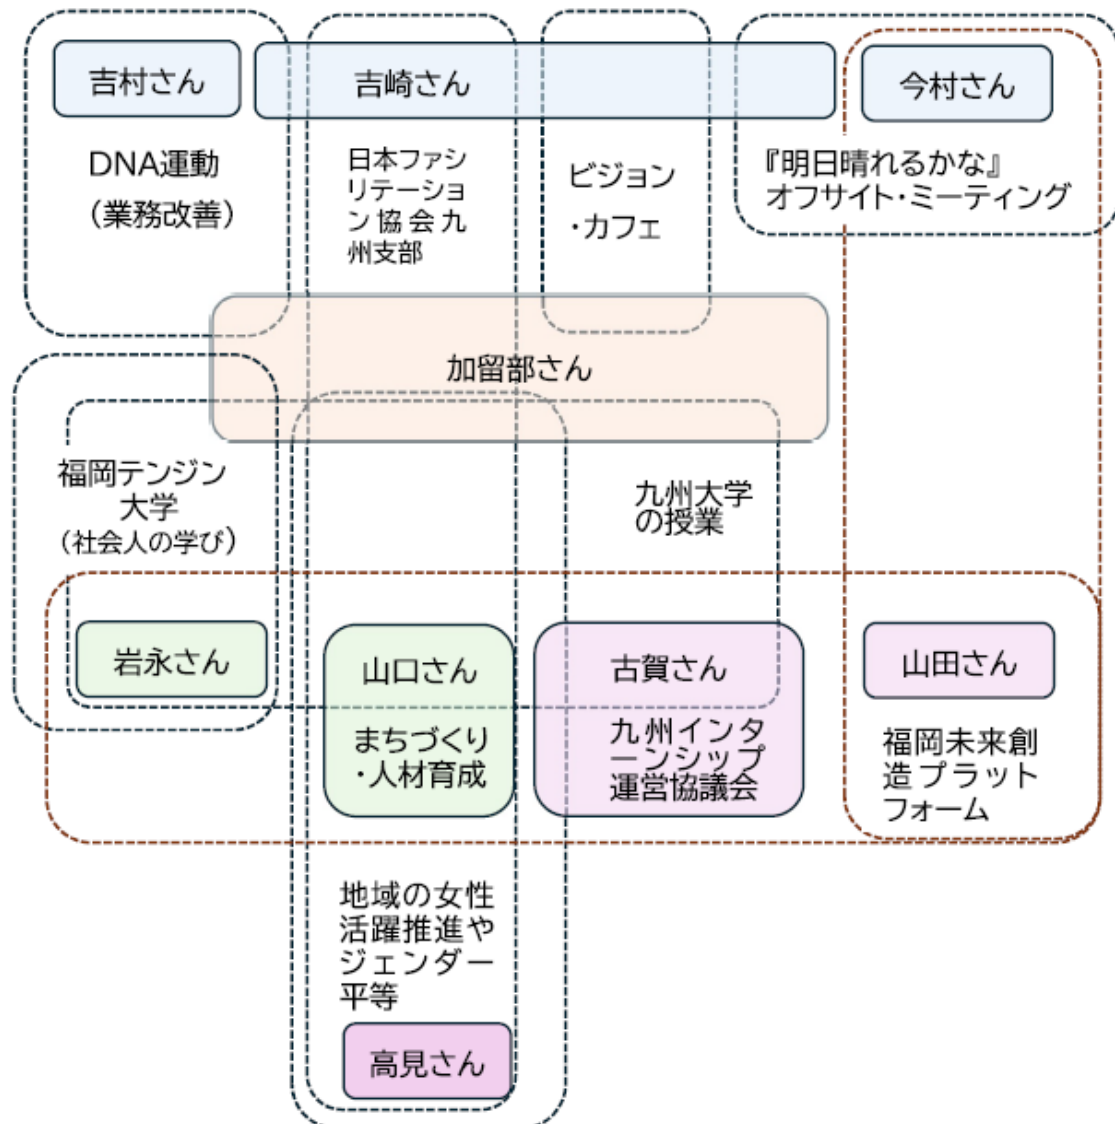 吉村さん
吉崎さん
今村さん
DNA運動
（業務改善）
日本ファシ
リテーショ
ン協会九
州支部
ビジョン
・カフェ
『明日晴れるかな』
オフサイト・ミーティング
加留部さん
福岡テンジン
大学
（社会人の学び）
九州大学
の授業
岩永さん
山口さん
まちづくり
・人材育成
古賀さん
九州インタ
ーンシップ
運営協議会
山田さん
福岡未来創
造プラット
フォーム
地域の女性
活躍推進や
ジェンダー
平等
高見さん